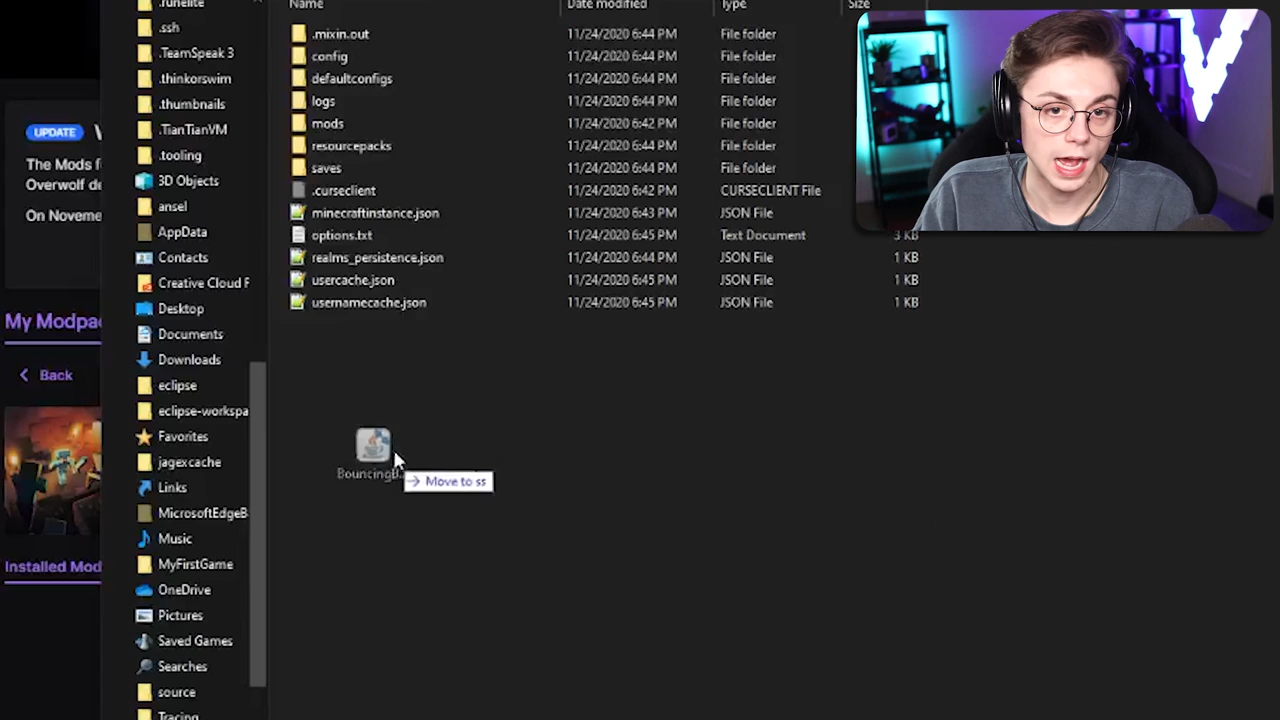 Name Date modified Type Size
.runelite
.ssh
.TeamSpeak 3
.thinkorswim
.thumbnails
.TianTianVM
.tooling
3D Objects
ansel
AppData
Contacts
Creative Cloud F
Desktop
Documents
Downloads
eclipse
eclipse-workspa
Favorites
jagexcache
Links
MicrosoftEdgeB
Music
MyFirstGame
OneDrive
Pictures
Saved Games
Searches
source
Tracing
.mixin.out 11/24/2020 6:44 PM File folder
config 11/24/2020 6:44 PM File folder
defaultconfigs 11/24/2020 6:44 PM File folder
logs 11/24/2020 6:44 PM File folder
mods 11/24/2020 6:42 PM File folder
resourcepacks 11/24/2020 6:44 PM File folder
saves 11/24/2020 6:44 PM File folder
.curseclient 11/24/2020 6:42 PM CURSECLIENT File
minecraftinstance.json 11/24/2020 6:43 PM JSON File
options.txt 11/24/2020 6:45 PM Text Document 3 KB
realms_persistence.json 11/24/2020 6:44 PM JSON File 1 KB
usercache.json 11/24/2020 6:45 PM JSON File 1 KB
usernamecache.json 11/24/2020 6:45 PM JSON File 1 KB
BouncingB
Move to ss
UPDATE
The Mods f
Overwolf de
On Noveme
My Modpa
Back
Installed Mod